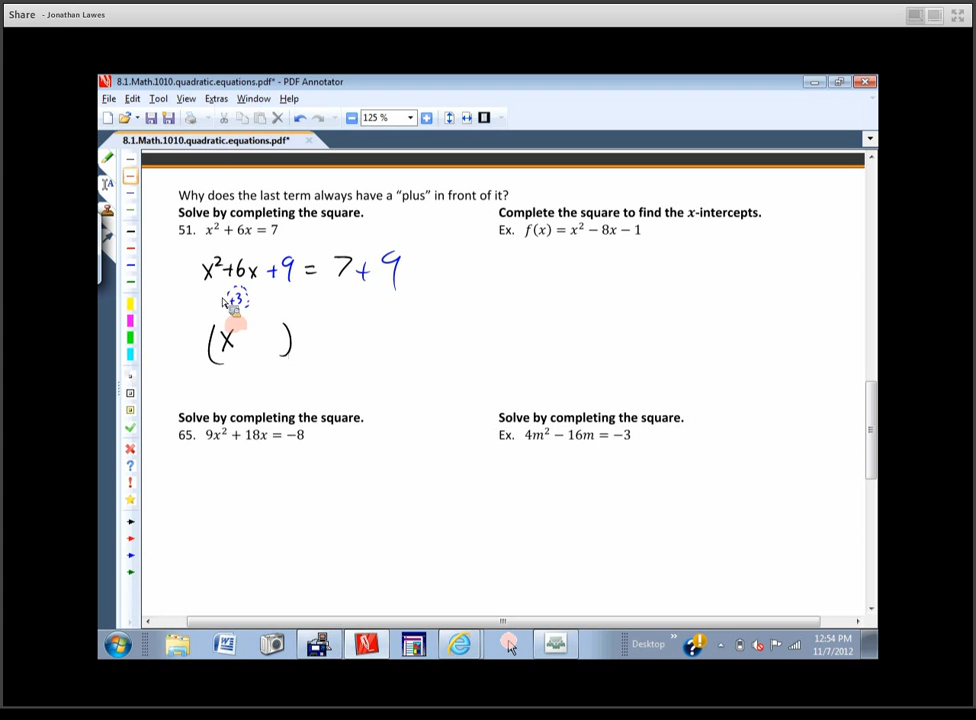 Share - Jonathan Lawes
8.1.Math.1010.quadratic.equations.pdf* - PDF Annotator
File Edit Tool View Extras Window Help
125 %
8.1.Math.1010.quadratic.equations.pdf*
Why does the last term always have a “plus” in front of it?
Solve by completing the square.
51. x² + 6x = 7
x²+6x +9 = 7+9
+3
(x )
Complete the square to find the x-intercepts.
Ex. f(x) = x² − 8x − 1
Solve by completing the square.
65. 9x² + 18x = −8
Solve by completing the square.
Ex. 4m² − 16m = −3
Desktop
12:54 PM
11/7/2012